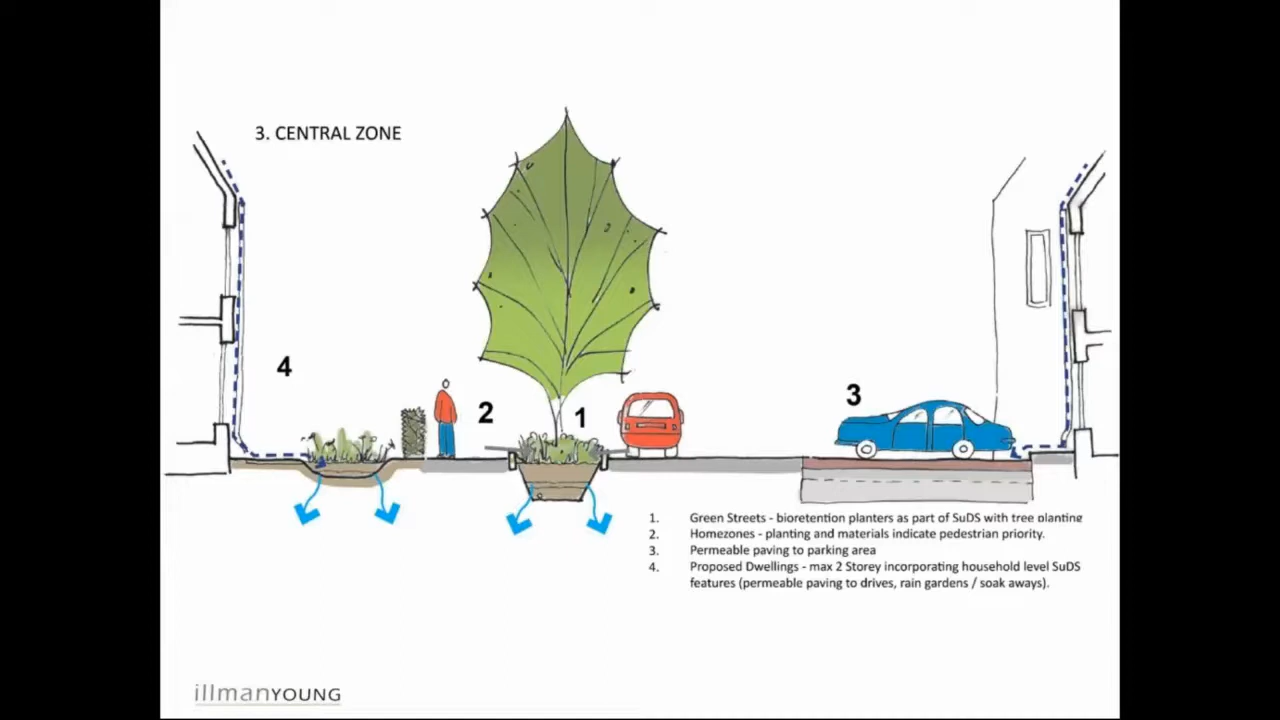 3. CENTRAL ZONE
4
2
1
3
1. Green Streets - bioretention planters as part of SuDS with tree planting
2. Homezones - planting and materials indicate pedestrian priority.
3. Permeable paving to parking area
4. Proposed Dwellings - max 2 Storey incorporating household level SuDS
features (permeable paving to drives, rain gardens / soak aways).
illmanYOUNG